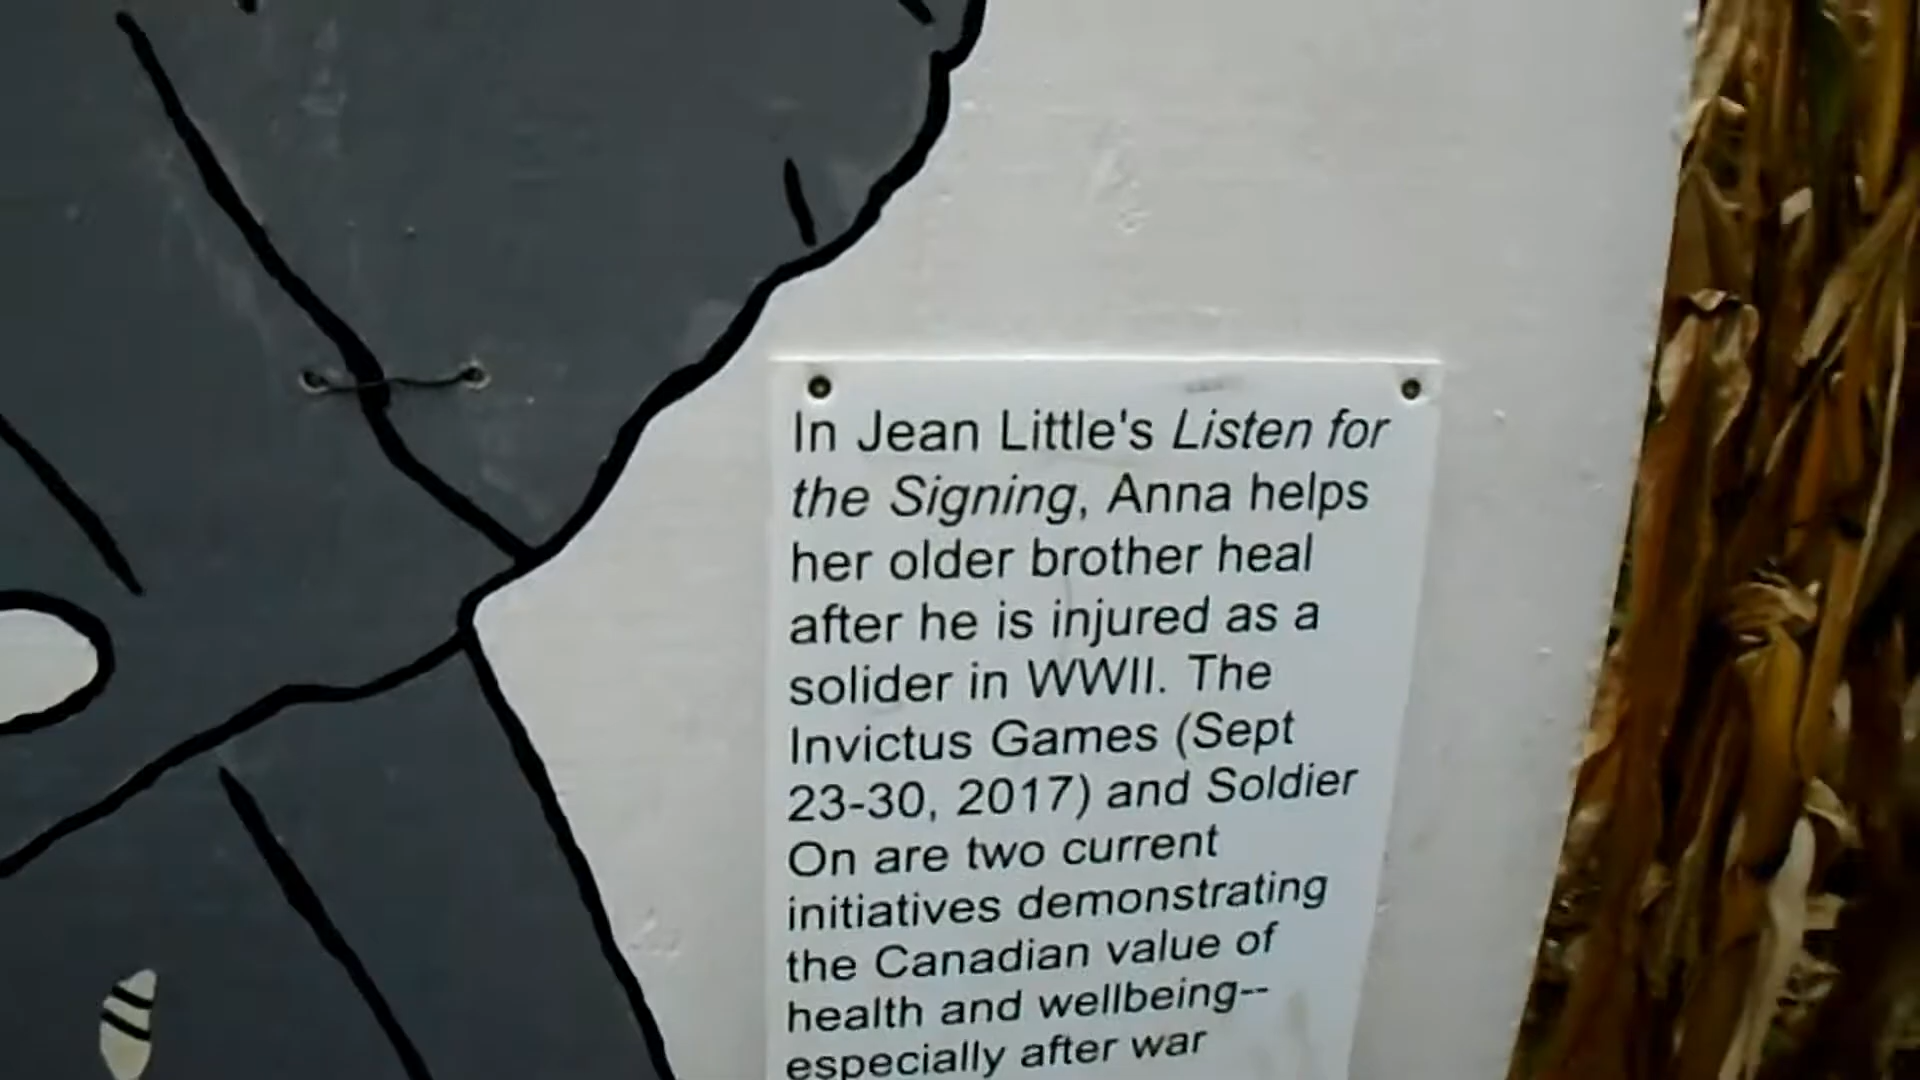 In Jean Little's Listen for
the Signing, Anna helps
her older brother heal
after he is injured as a
solider in WWII. The
Invictus Games (Sept
23-30, 2017) and Soldier
On are two current
initiatives demonstrating
the Canadian value of
health and wellbeing--
especially after war